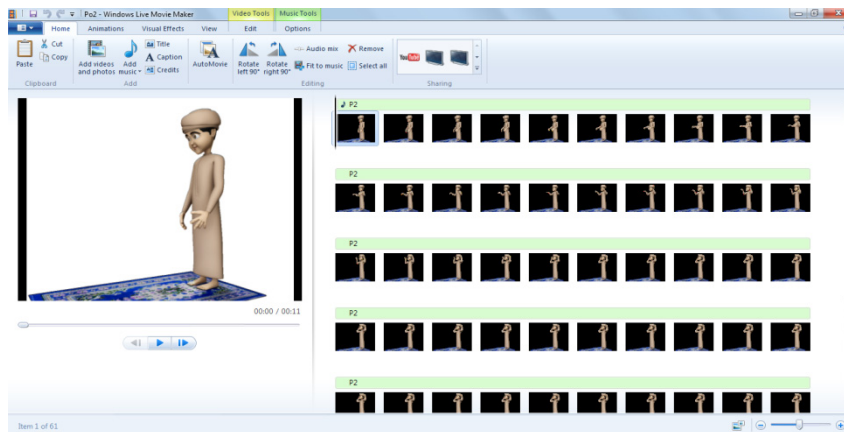 Po2 - Windows Live Movie Maker
Video Tools
Music Tools
Home
Animations
Visual Effects
View
Edit
Options
Paste
Cut
Copy
Clipboard
Add videos and photos
Add music
Title
Caption
Credits
Add
AutoMovie
Rotate left 90°
Rotate right 90°
Audio mix
Fit to music
Remove
Select all
Editing
You Tube
Sharing
P2
P2
P2
P2
P2
00:00 / 00:11
Item 1 of 61